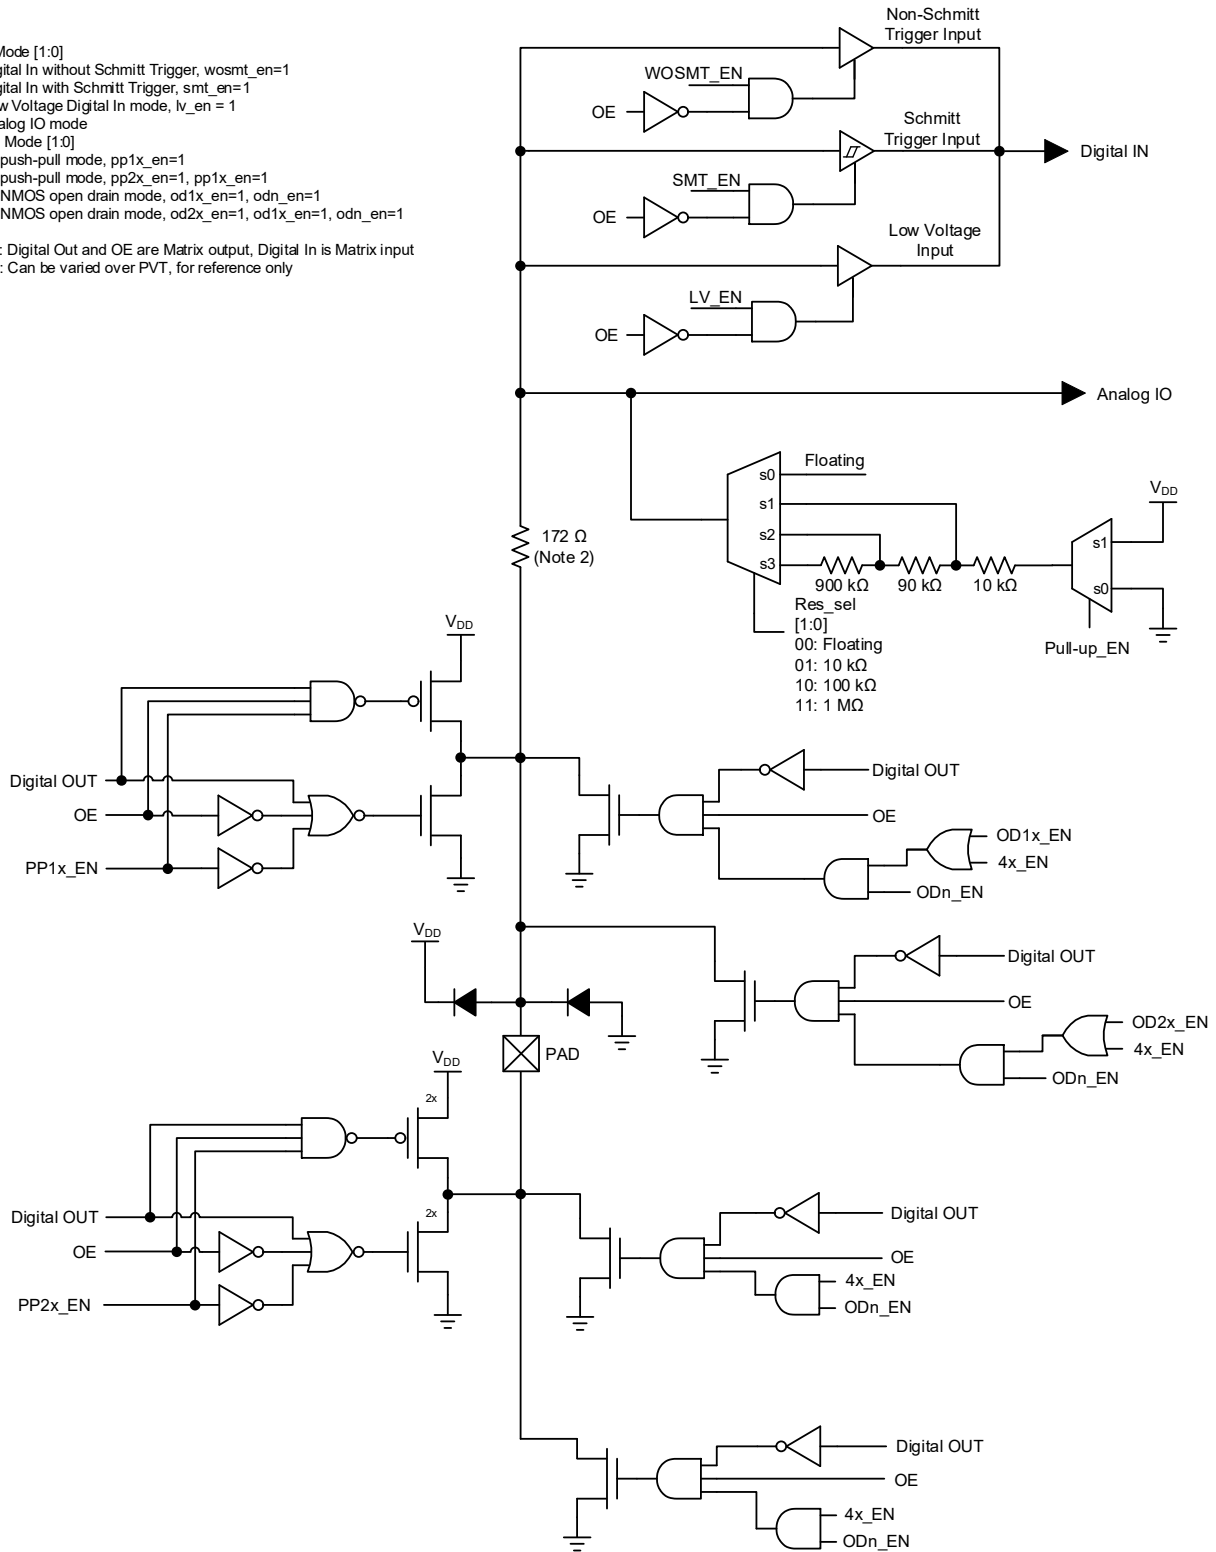 Mode [1:0]
gital In without Schmitt Trigger, wosmt_en=1
gital In with Schmitt Trigger, smt_en=1
w Voltage Digital In mode, lv_en = 1
alog IO mode
Mode [1:0]
push-pull mode, pp1x_en=1
push-pull mode, pp2x_en=1, pp1x_en=1
NMOS open drain mode, od1x_en=1, odn_en=1
NMOS open drain mode, od2x_en=1, od1x_en=1, odn_en=1
: Digital Out and OE are Matrix output, Digital In is Matrix input
: Can be varied over PVT, for reference only
Non-Schmitt
Trigger Input
WOSMT_EN
OE
Schmitt
Trigger Input
Digital IN
SMT_EN
OE
Low Voltage
Input
LV_EN
OE
Analog IO
Floating
s0
s1
s2
s3
900 kΩ
90 kΩ
10 kΩ
VDD
s1
s0
Pull-up_EN
Res_sel
[1:0]
00: Floating
01: 10 kΩ
10: 100 kΩ
11: 1 MΩ
172 Ω
(Note 2)
VDD
Digital OUT
OE
PP1x_EN
Digital OUT
OE
OD1x_EN
4x_EN
ODn_EN
VDD
Digital OUT
OE
OD2x_EN
4x_EN
ODn_EN
PAD
VDD
2x
2x
Digital OUT
OE
PP2x_EN
Digital OUT
OE
4x_EN
ODn_EN
Digital OUT
OE
4x_EN
ODn_EN